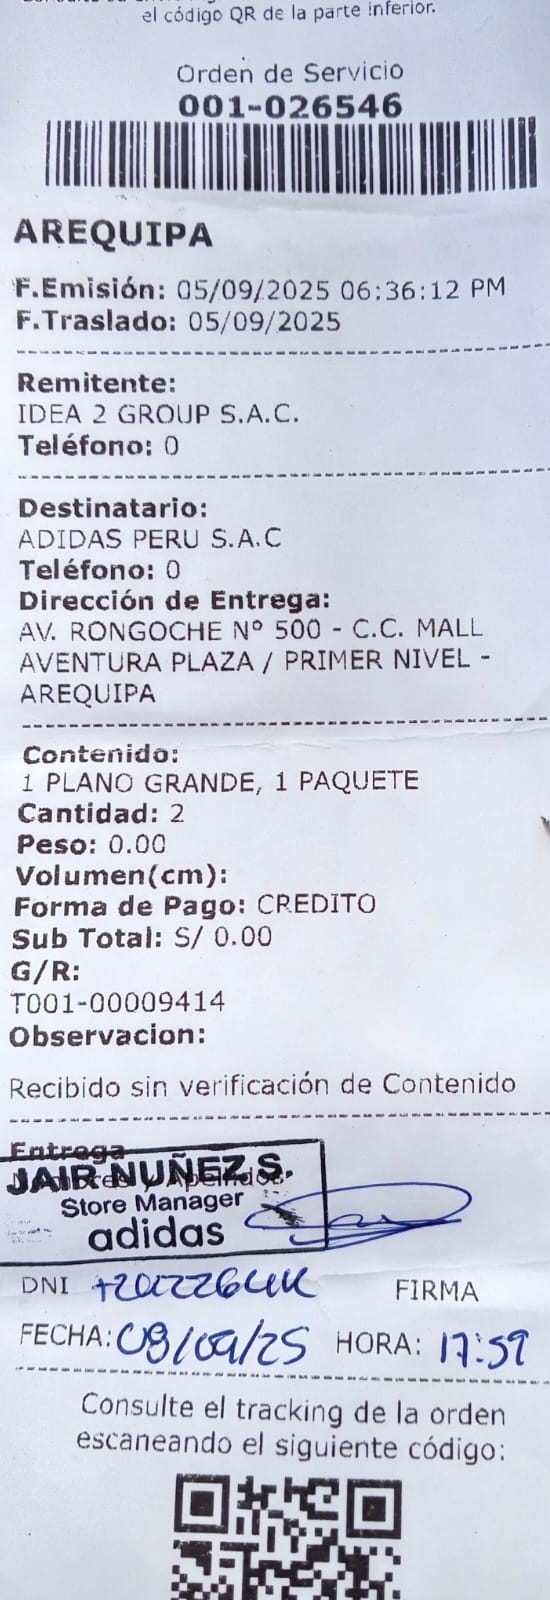 el código QR de la parte inferior.
Orden de Servicio
001-026546
AREQUIPA
F.Emisión: 05/09/2025 06:36:12 PM
F.Traslado: 05/09/2025
Remitente:
IDEA 2 GROUP S.A.C.
Teléfono: 0
Destinatario:
ADIDAS PERU S.A.C
Teléfono: 0
Dirección de Entrega:
AV. RONGOCHE Nº 500 - C.C. MALL
AVENTURA PLAZA / PRIMER NIVEL -
AREQUIPA
Contenido:
1 PLANO GRANDE, 1 PAQUETE
Cantidad: 2
Peso: 0.00
Volumen(cm):
Forma de Pago: CREDITO
Sub Total: S/ 0.00
G/R:
T001-00009414
Observacion:
Recibido sin verificación de Contenido
Entrega
JAIR NUÑEZ S.
Store Manager
adidas
DNI FIRMA
FECHA: 08/09/25 HORA: 17:59
Consulte el tracking de la orden
escaneando el siguiente código: